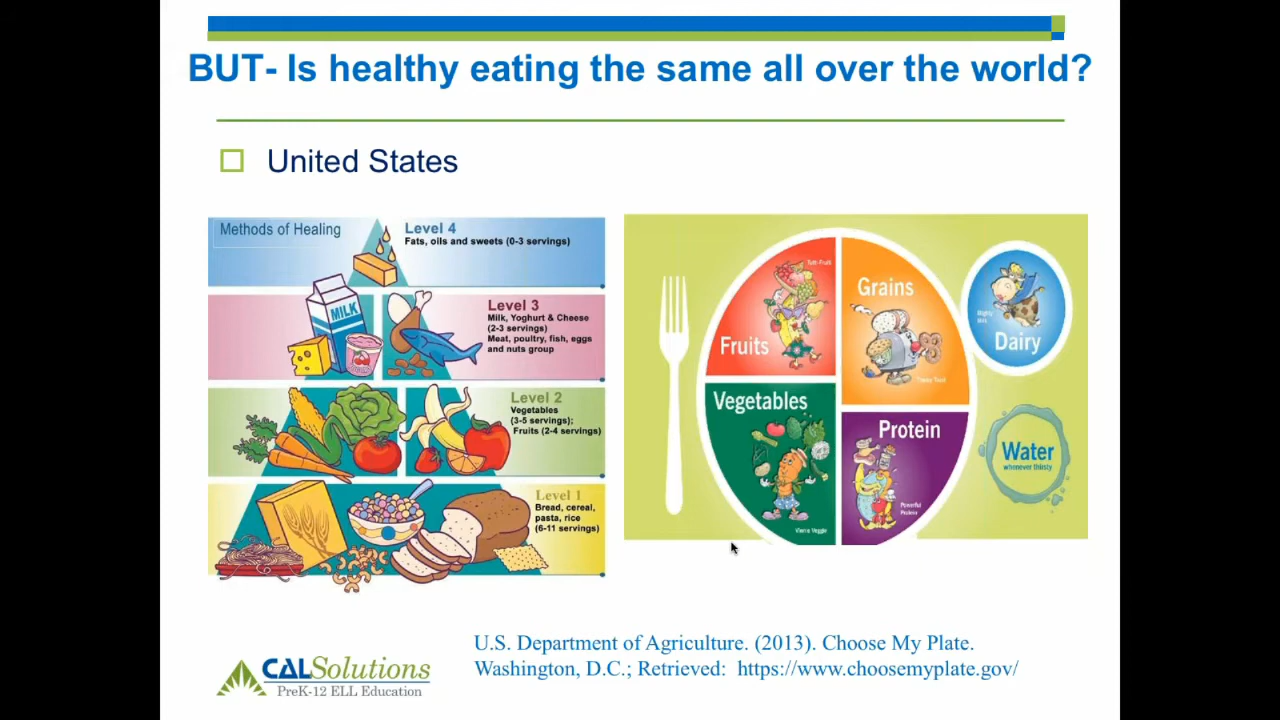 BUT- Is healthy eating the same all over the world?
United States
Methods of Healing
Level 4
Fats, oils and sweets (0-3 servings)
MILK
Level 3
Milk, Yoghurt & Cheese
(2-3 servings)
Meat, poultry, fish, eggs
and nuts group
Level 2
Vegetables
(3-5 servings);
Fruits (2-4 servings)
Level 1
Bread, cereal,
pasta, rice
(6-11 servings)
Fruits
Grains
Vegetables
Protein
Powerful
Protein
Dairy
Water
whenever thirsty
U.S. Department of Agriculture. (2013). Choose My Plate.
Washington, D.C.; Retrieved: https://www.choosemyplate.gov/
CALSolutions
PreK-12 ELL Education